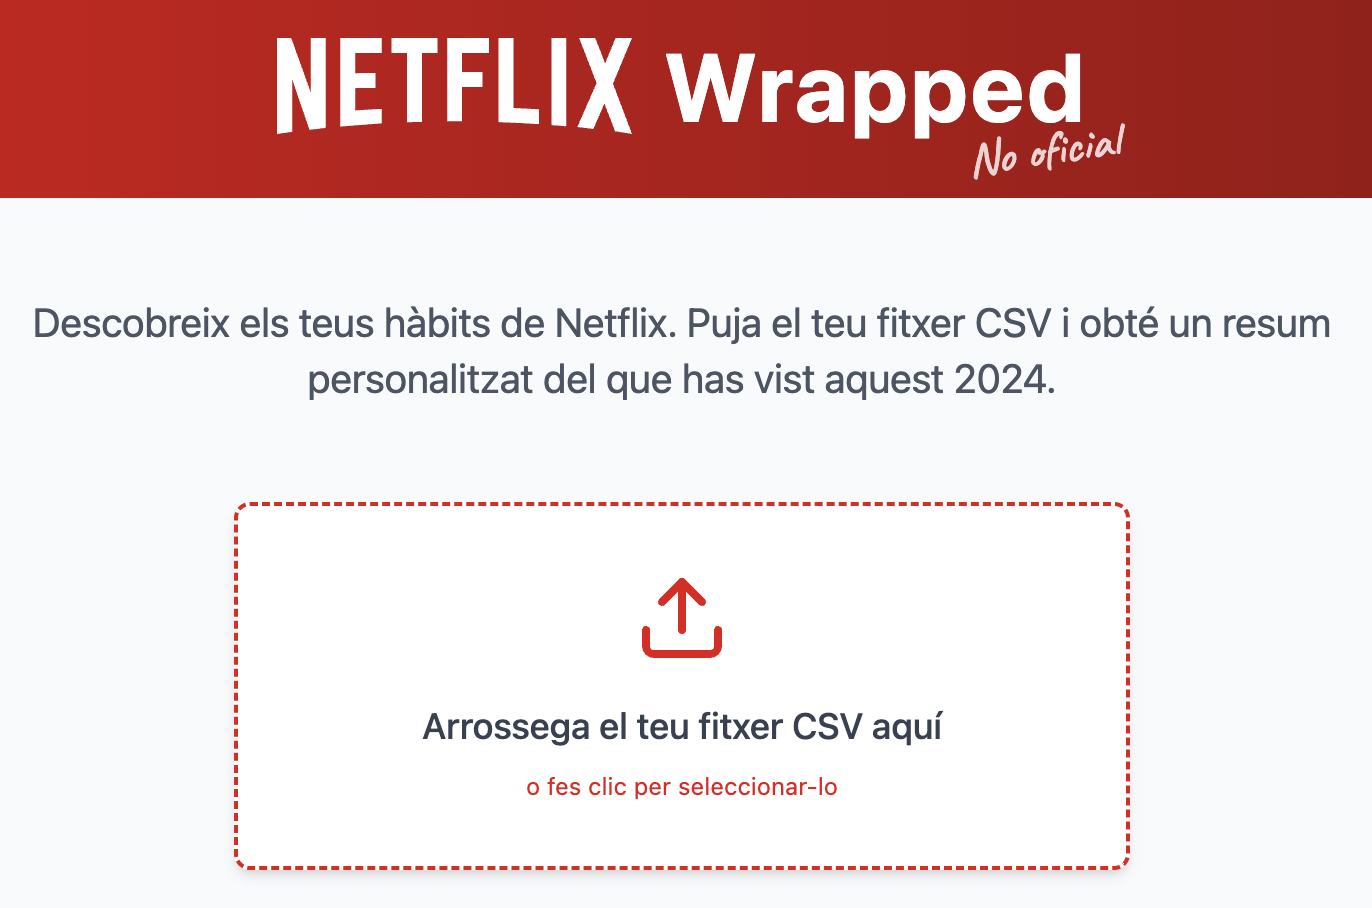 NETFLIX Wrapped
No oficial
Descobreix els teus hàbits de Netflix. Puja el teu fitxer CSV i obté un resum
personalitzat del que has vist aquest 2024.
Arrossega el teu fitxer CSV aquí
o fes clic per seleccionar-lo